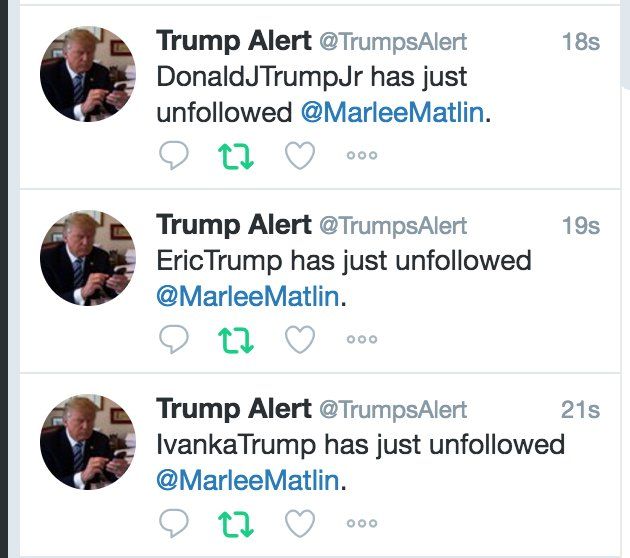 Trump Alert @TrumpsAlert 18s
DonaldJTrumpJr has just
unfollowed @MarleeMatlin.
Trump Alert @TrumpsAlert 19s
EricTrump has just unfollowed
@MarleeMatlin.
Trump Alert @TrumpsAlert 21s
IvankaTrump has just unfollowed
@MarleeMatlin.